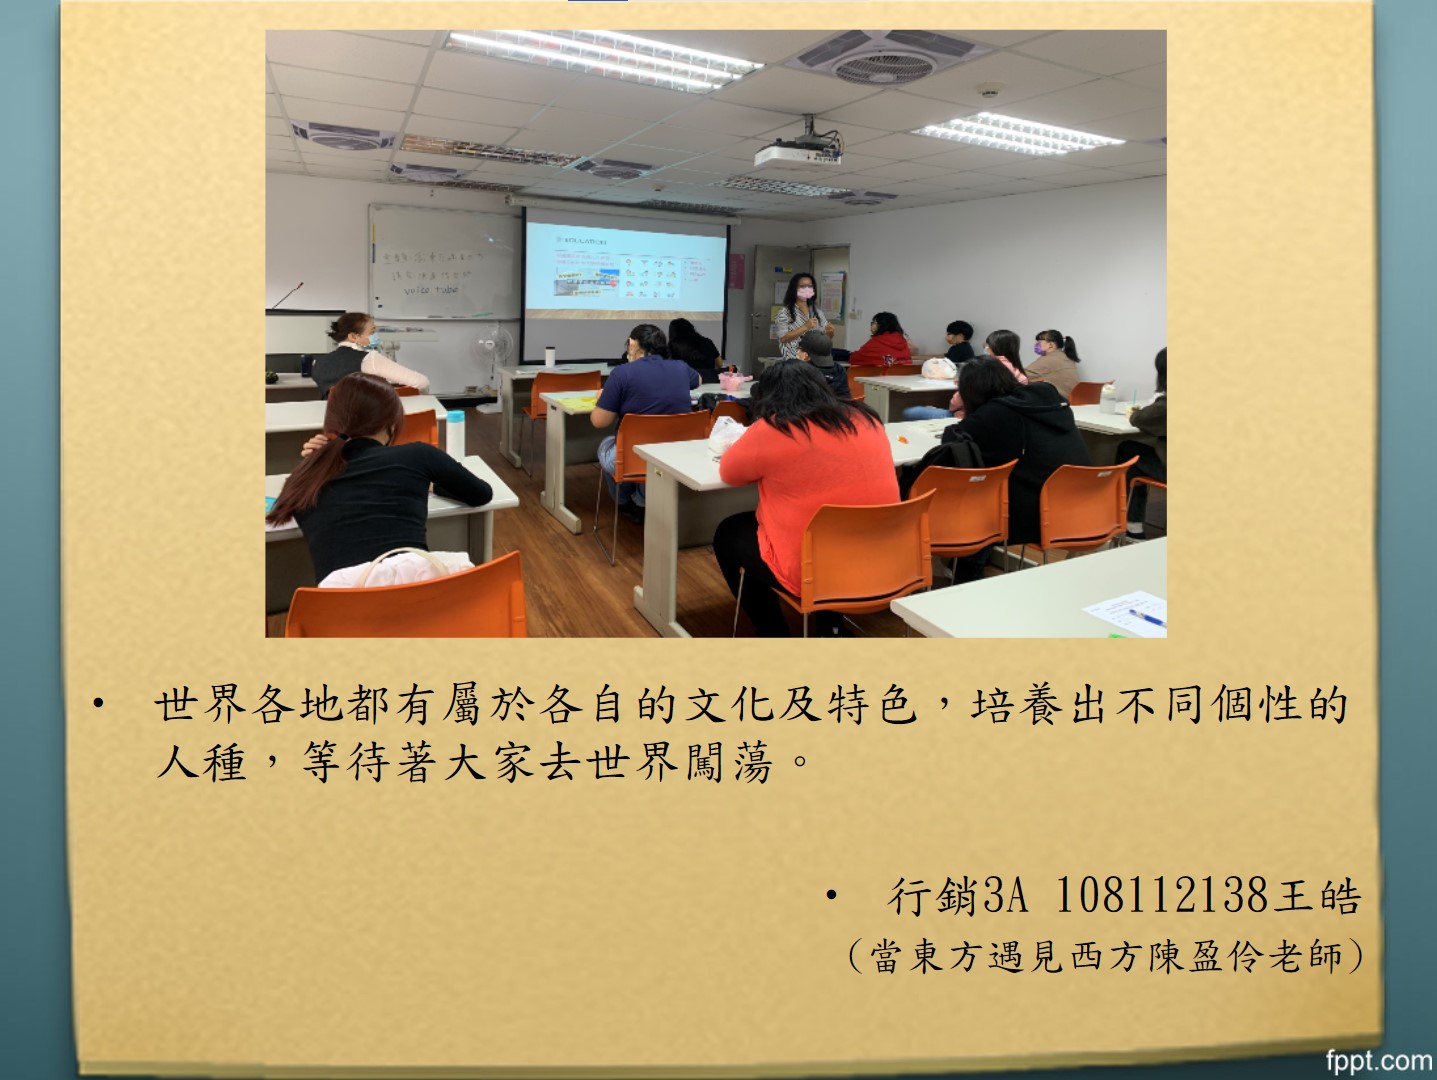 voice.tube
• 世界各地都有屬於各自的文化及特色，培養出不同個性的
人種，等待著大家去世界闖蕩。
• 行銷3A 108112138王皓
（當東方遇見西方陳盈伶老師）
fppt.com